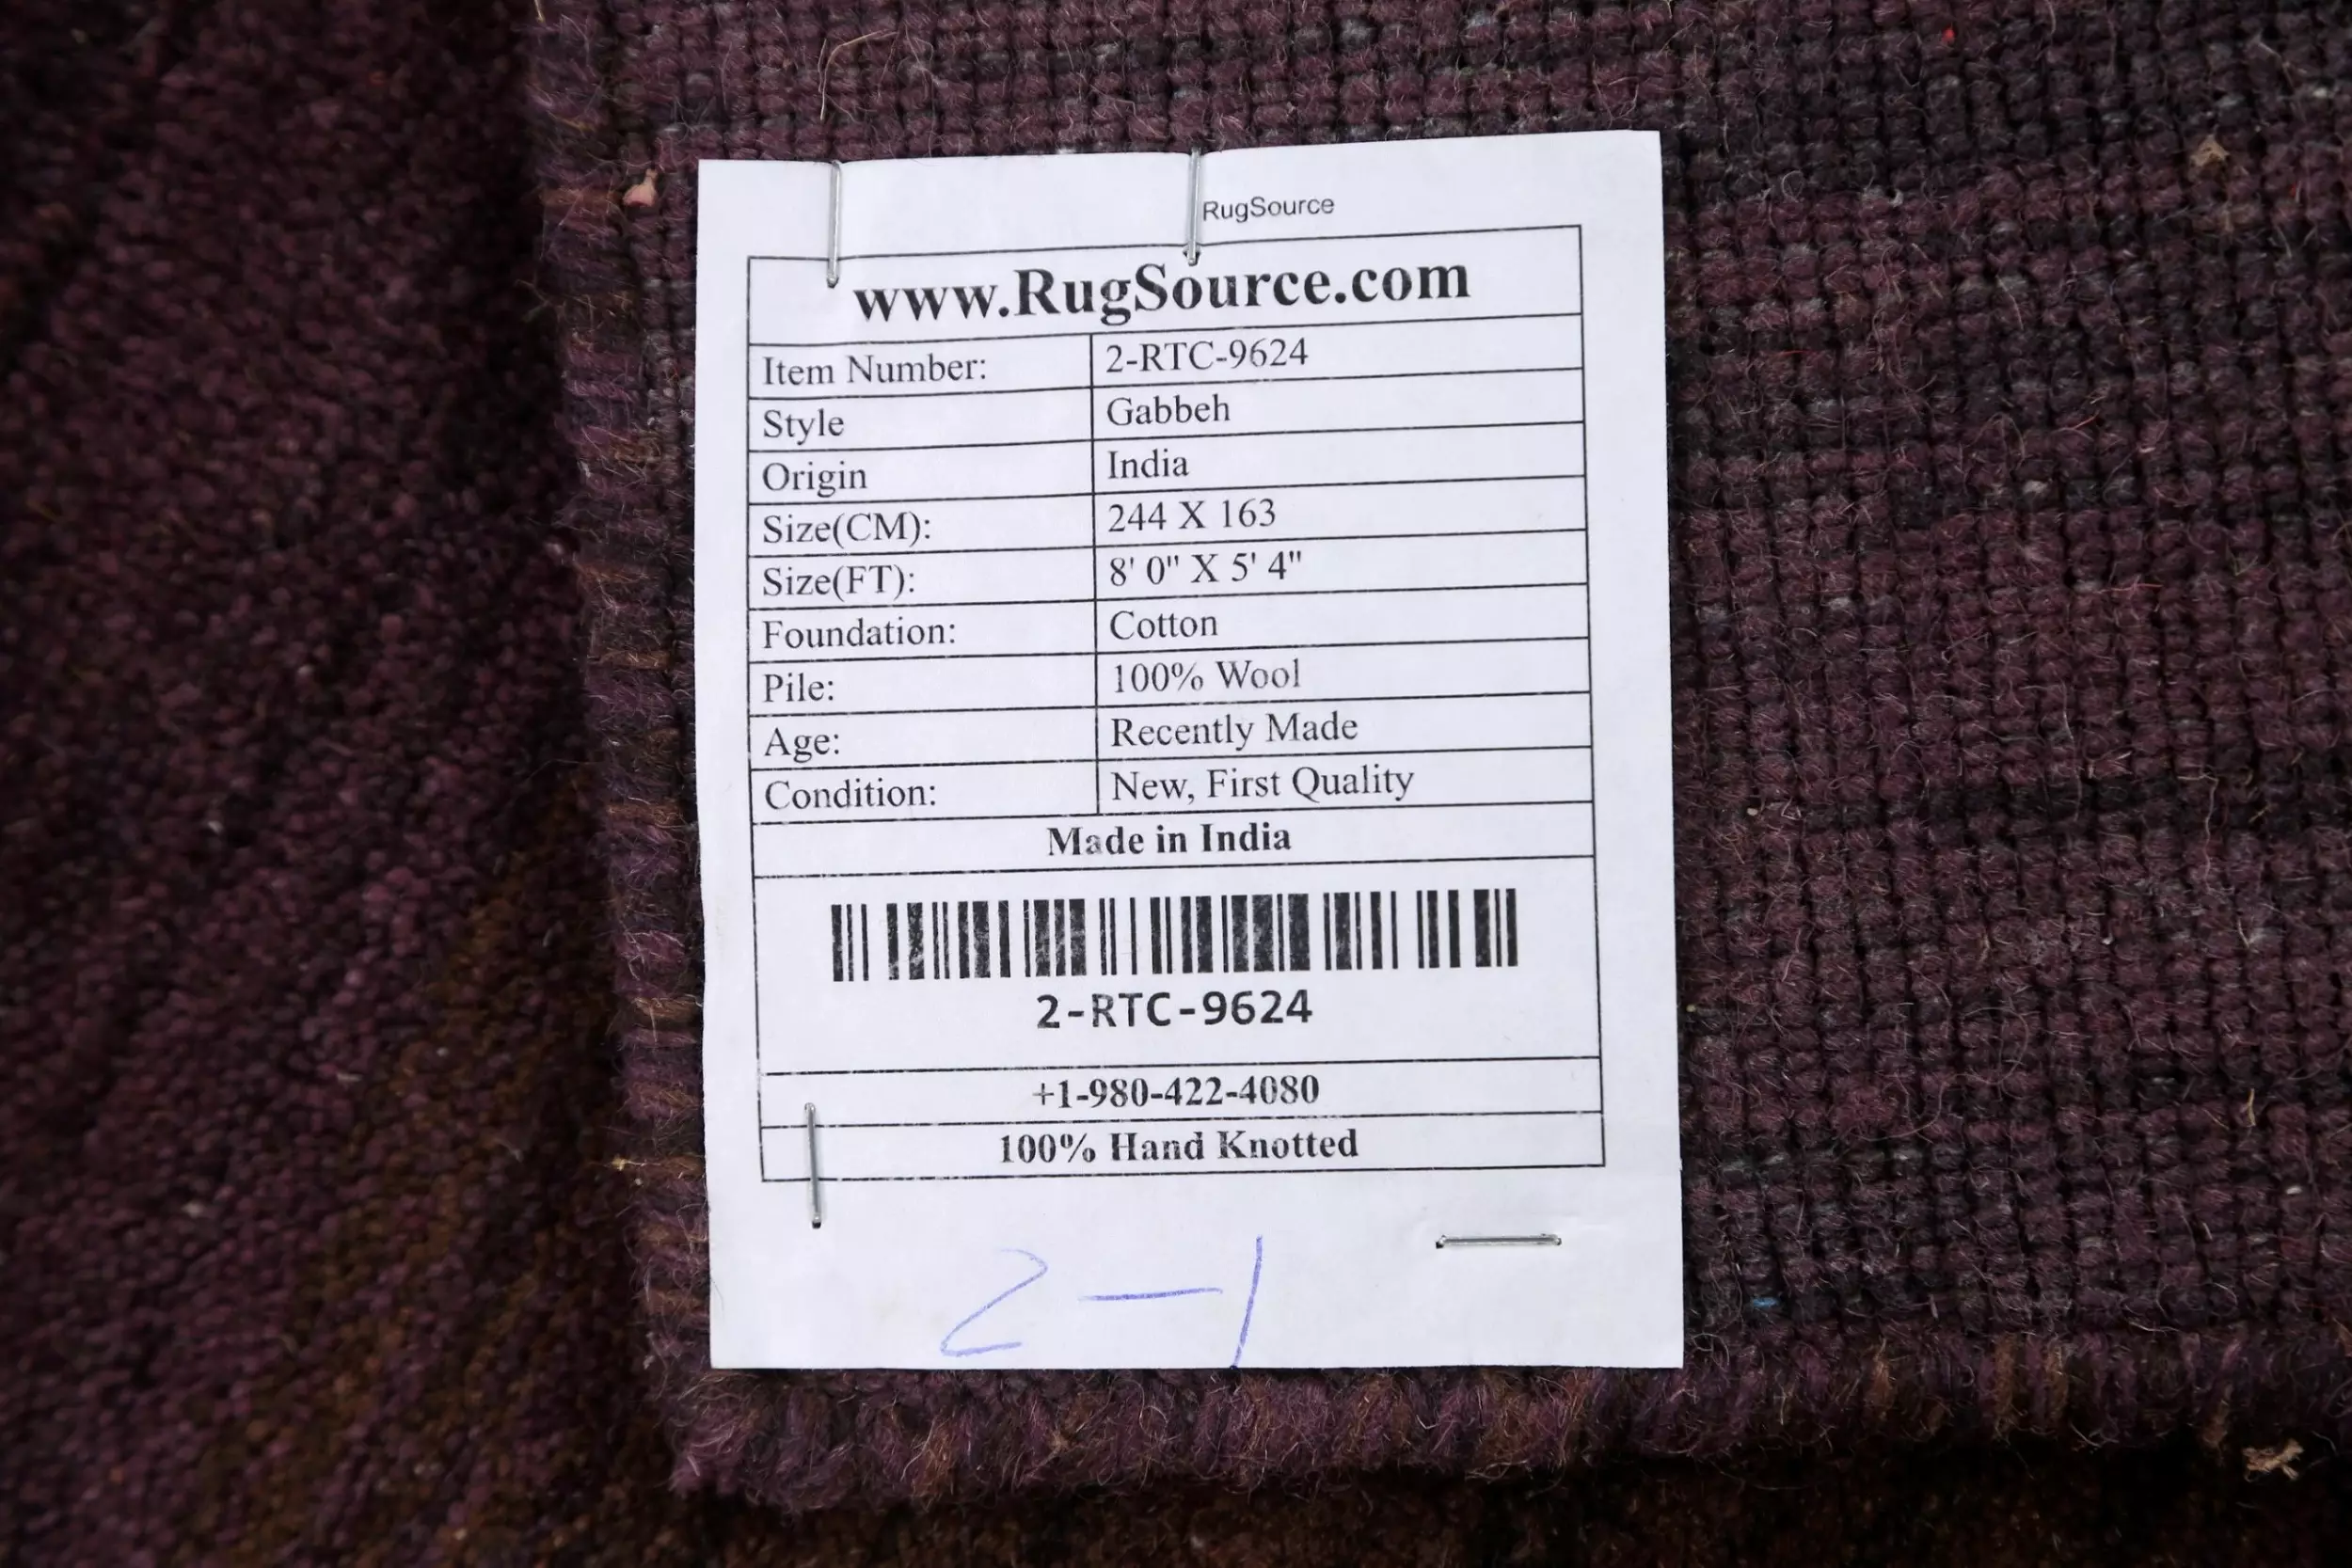 RugSource
www.RugSource.com
Item Number: 2-RTC-9624
Style Gabbeh
Origin India
Size(CM): 244 X 163
Size(FT): 8' 0" X 5' 4"
Foundation: Cotton
Pile: 100% Wool
Age: Recently Made
Condition: New, First Quality
Made in India
2-RTC-9624
+1-980-422-4080
100% Hand Knotted
2-1